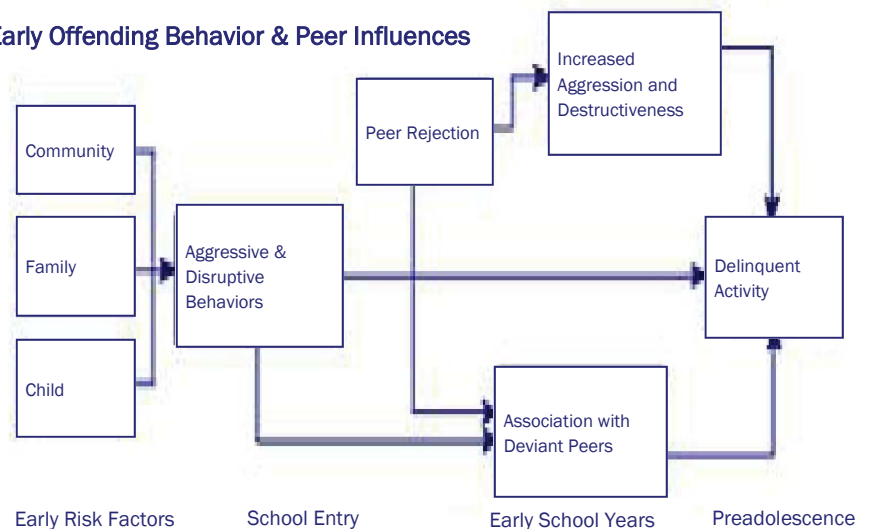 Early Offending Behavior & Peer Influences
Increased
Aggression and
Destructiveness
Peer Rejection
Community
Family
Child
Aggressive &
Disruptive
Behaviors
Delinquent
Activity
Association with
Deviant Peers
Early Risk Factors
School Entry
Early School Years
Preadolescence